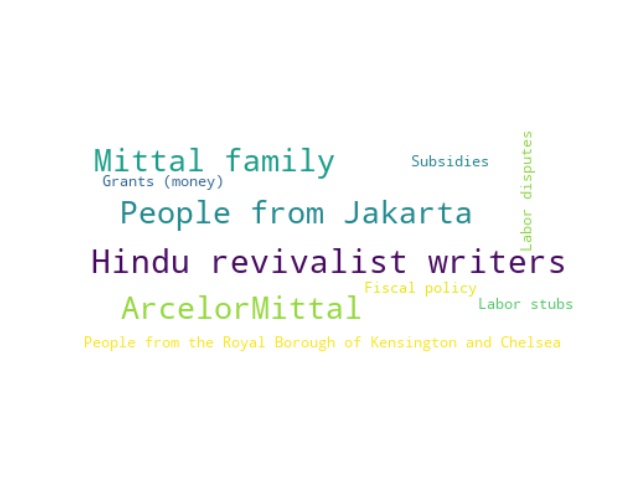 Mittal family
Subsidies
Labor disputes
Grants (money)
People from Jakarta
Hindu revivalist writers
Fiscal policy
ArcelorMittal
Labor stubs
People from the Royal Borough of Kensington and Chelsea